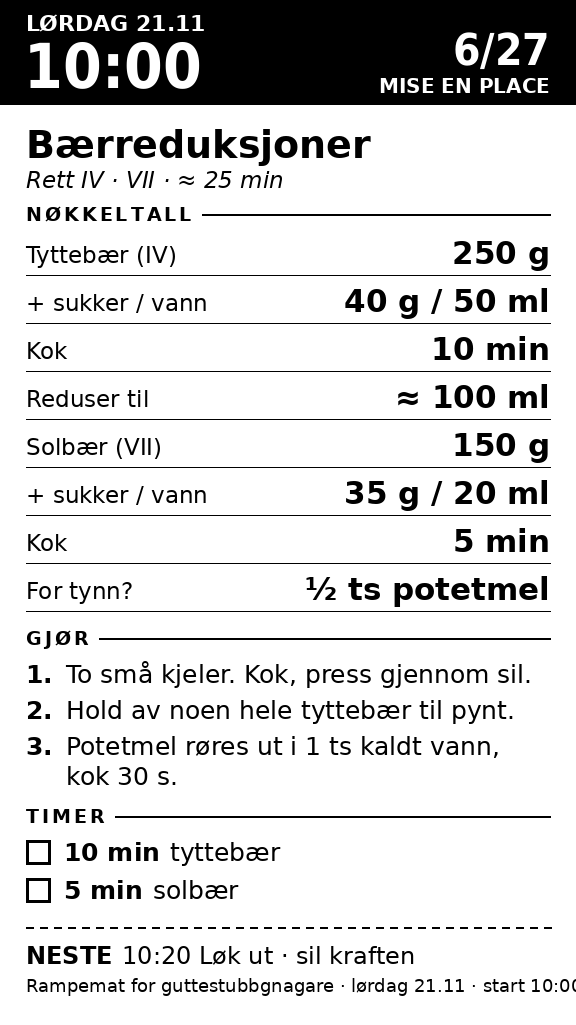 LØRDAG 21.11
10:00
6/27
MISE EN PLACE
Bærreduksjoner
Rett IV · VII · ≈ 25 min
NØKKELTALL
Tyttebær (IV) 250 g
+ sukker / vann 40 g / 50 ml
Kok 10 min
Reduser til ≈ 100 ml
Solbær (VII) 150 g
+ sukker / vann 35 g / 20 ml
Kok 5 min
For tynn? ½ ts potetmel
GJØR
1. To små kjeler. Kok, press gjennom sil.
2. Hold av noen hele tyttebær til pynt.
3. Potetmel røres ut i 1 ts kaldt vann,
kok 30 s.
TIMER
10 min tyttebær
5 min solbær
NESTE 10:20 Løk ut · sil kraften
Rampemat for guttestubbgnagare · lørdag 21.11 · start 10:00